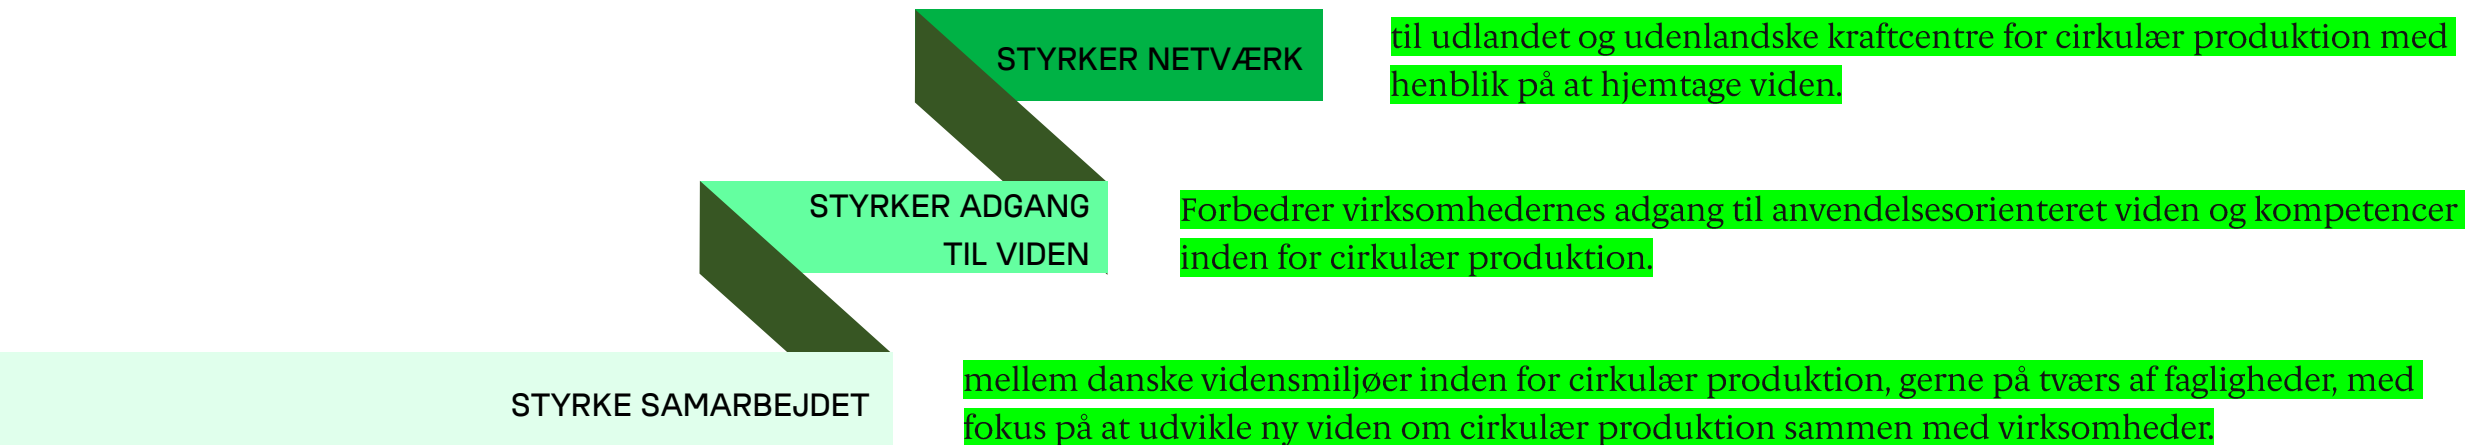 STYRKER NETVÆRK
til udlandet og udenlandske kraftcentre for cirkulær produktion med
henblik på at hjemtage viden.
STYRKER ADGANG
TIL VIDEN
Forbedrer virksomhedernes adgang til anvendelsesorienteret viden og kompetencer
inden for cirkulær produktion.
STYRKE SAMARBEJDET
mellem danske vidensmiljøer inden for cirkulær produktion, gerne på tværs af fagligheder, med
fokus på at udvikle ny viden om cirkulær produktion sammen med virksomheder.